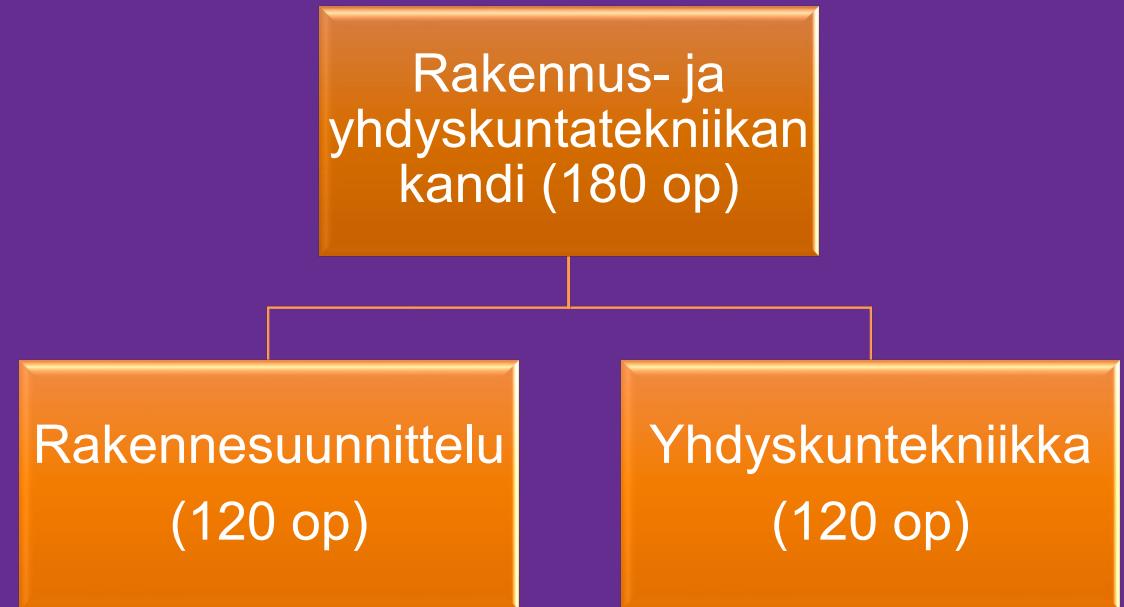 Rakennus- ja
yhdyskuntatekniikan
kandi (180 op)
Rakennesuunnittelu
(120 op)
Yhdyskuntekniikka
(120 op)